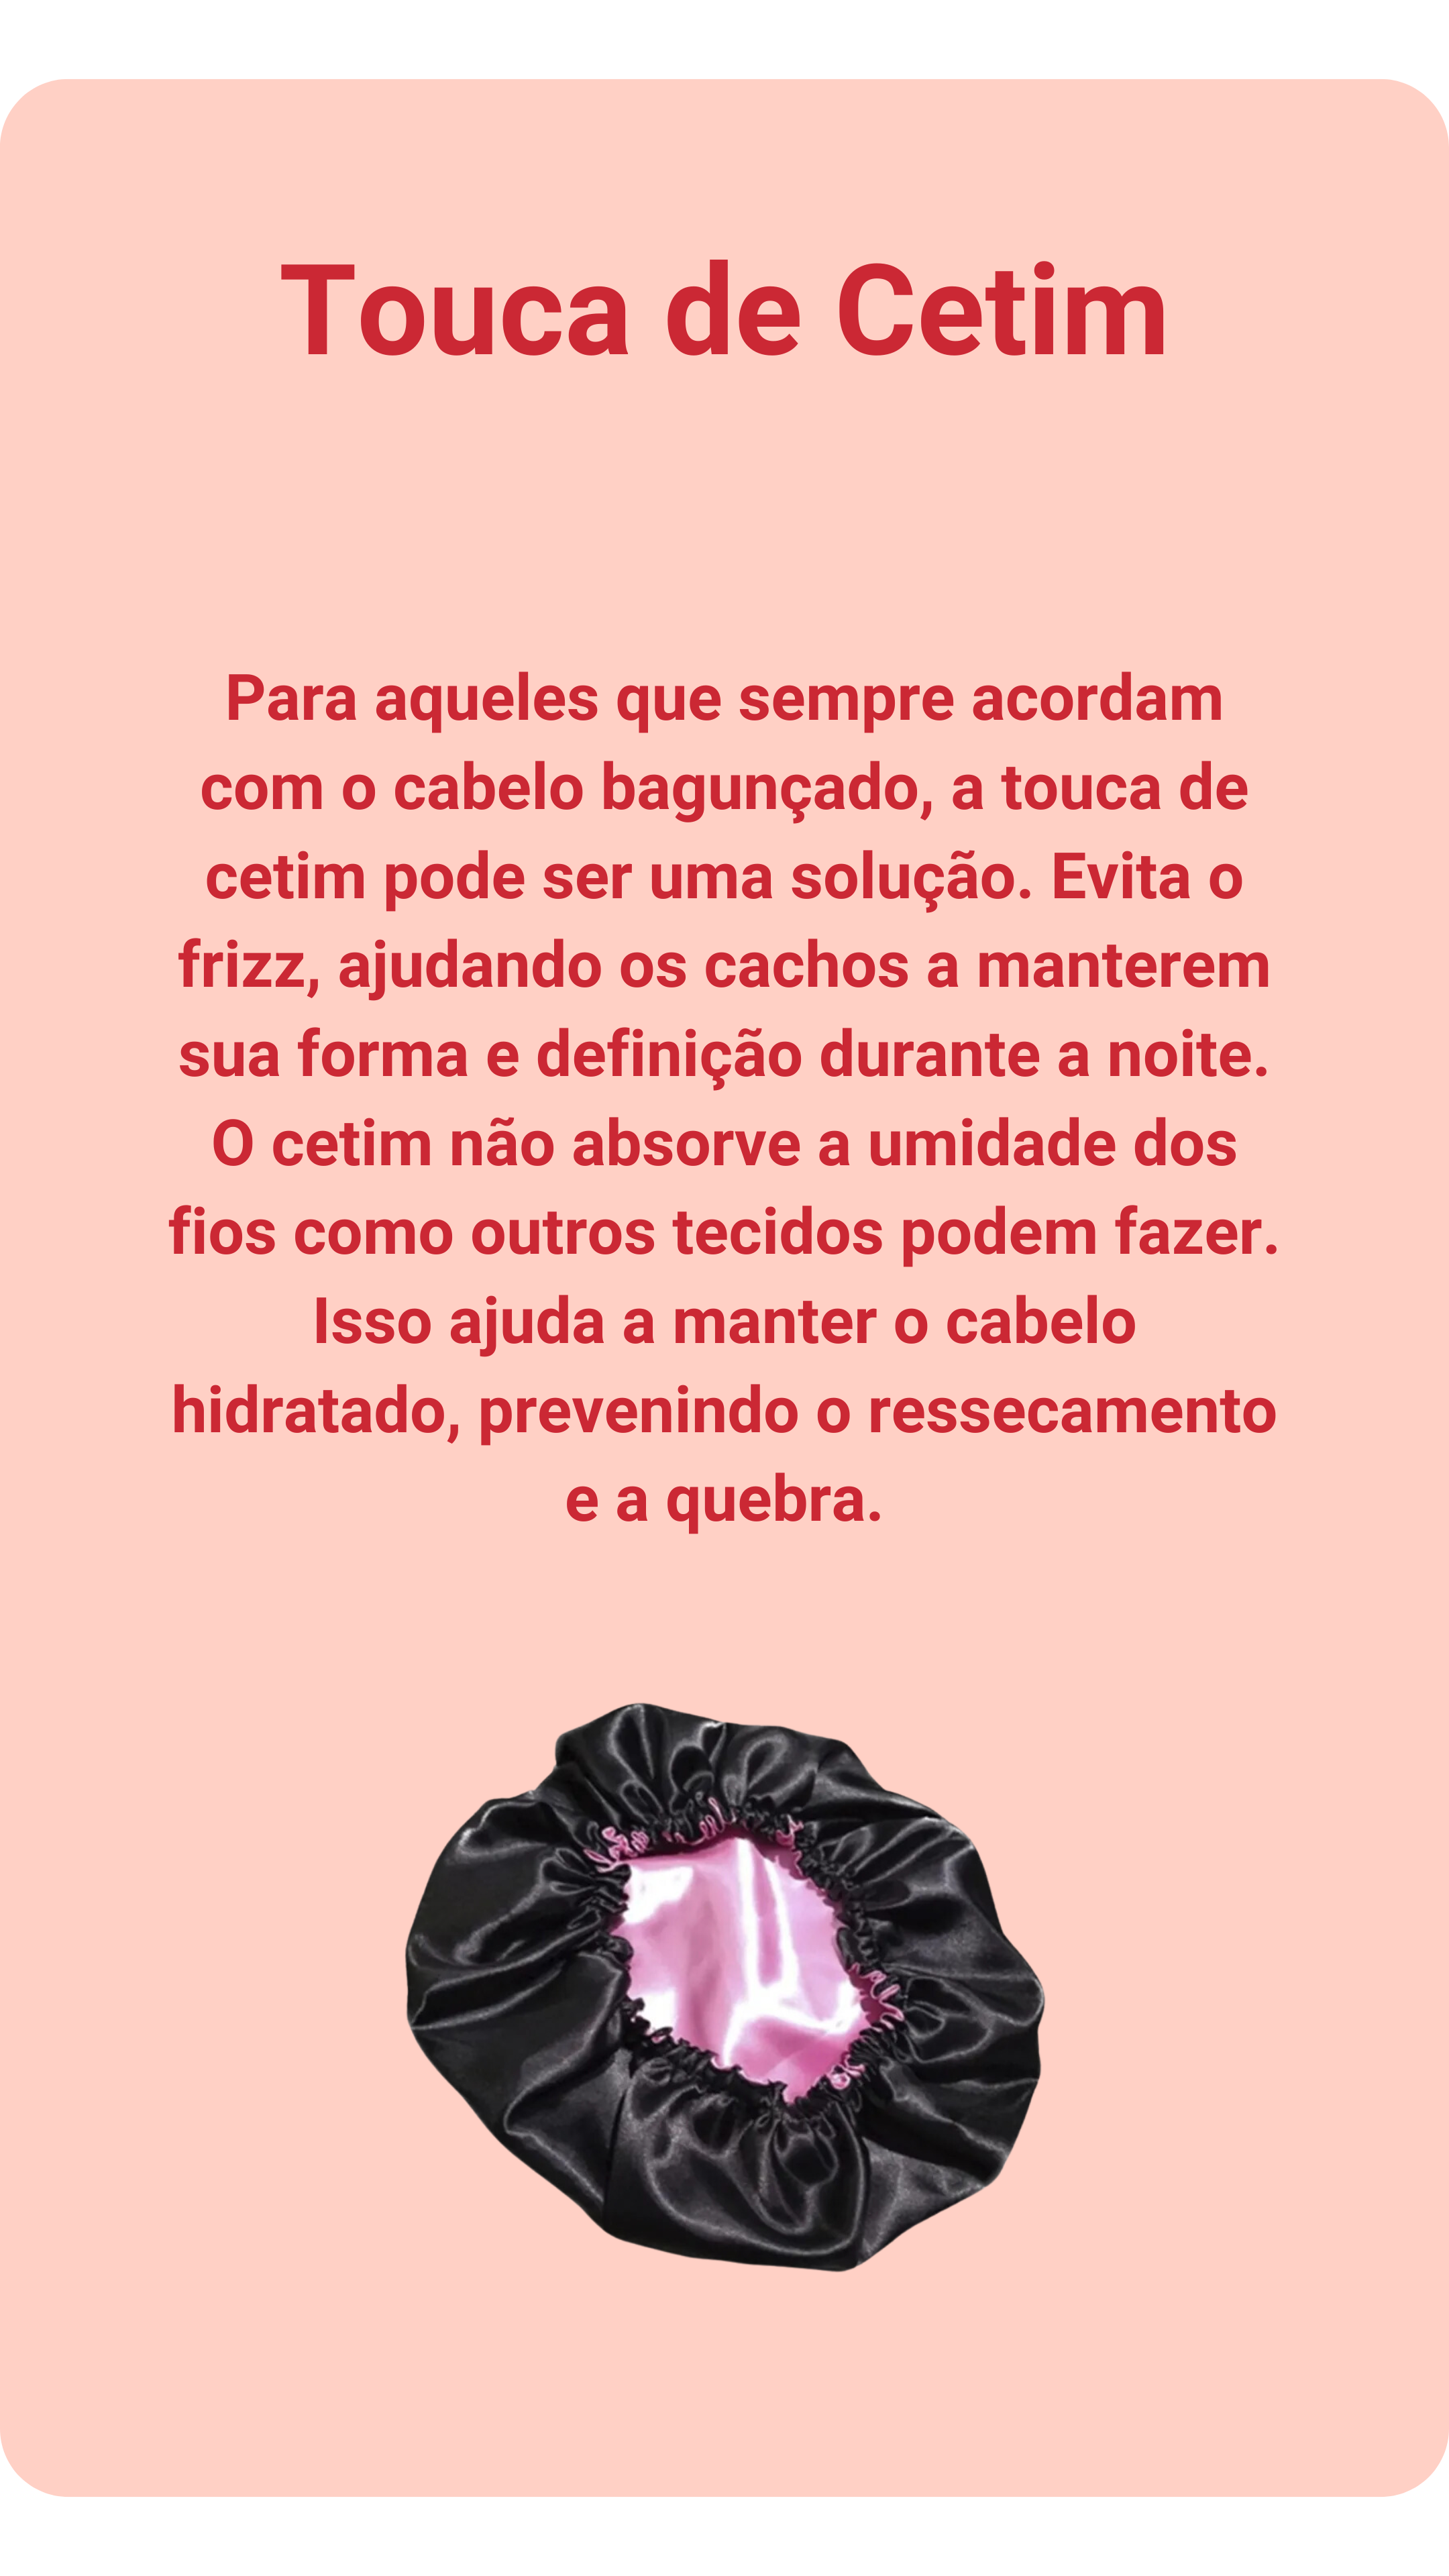 Touca de Cetim
Para aqueles que sempre acordam
com o cabelo bagunçado, a touca de
cetim pode ser uma solução. Evita o
frizz, ajudando os cachos a manterem
sua forma e definição durante a noite.
O cetim não absorve a umidade dos
fios como outros tecidos podem fazer.
Isso ajuda a manter o cabelo
hidratado, prevenindo o ressecamento
e a quebra.